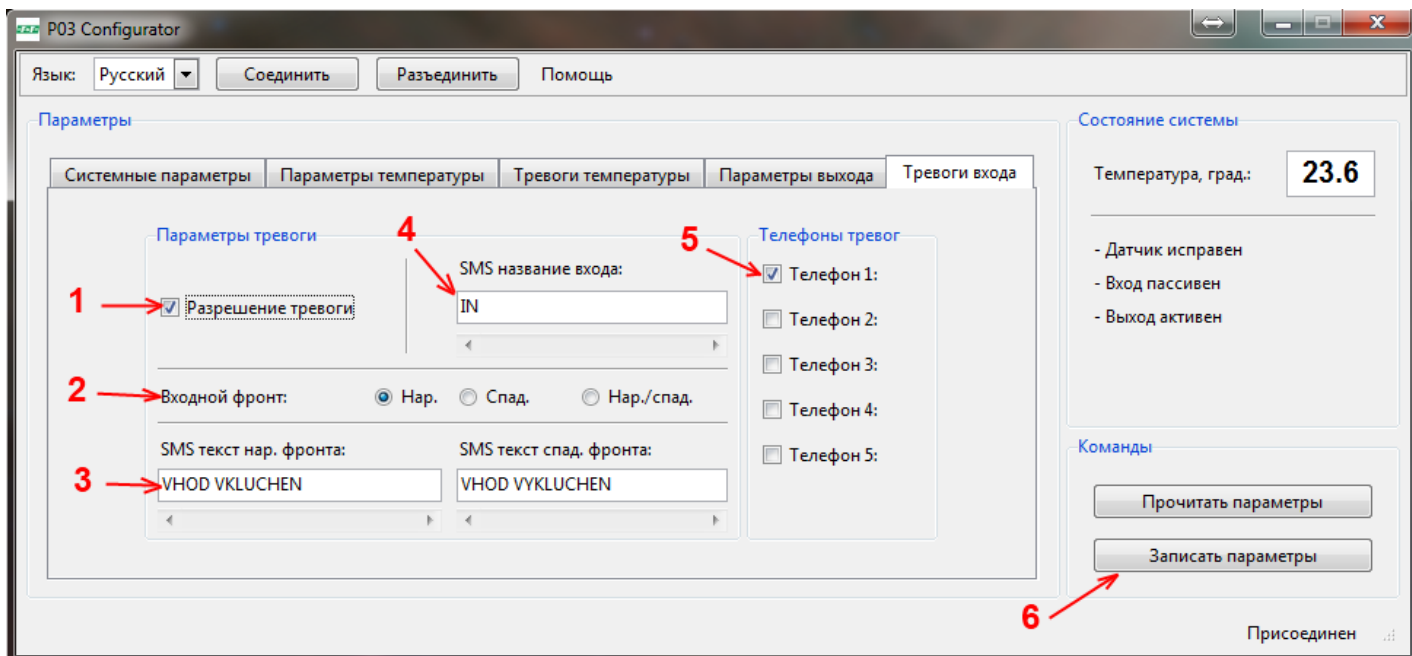 P03 Configurator
Язык: Русский Соединить Разъединить Помощь
Параметры
Системные параметры Параметры температуры Тревоги температуры Параметры выхода Тревоги входа
Параметры тревоги
4
SMS название входа:
1
Разрешение тревоги
IN
2
Входной фронт: Нар. Спад. Нар./спад.
SMS текст нар. фронта: SMS текст спад. фронта:
3
VHOD VKLUCHEN VHOD VYKLUCHEN
5
Телефоны тревог
Телефон 1:
Телефон 2:
Телефон 3:
Телефон 4:
Телефон 5:
Состояние системы
Температура, град.: 23.6
- Датчик исправен
- Вход пассивен
- Выход активен
Команды
Прочитать параметры
Записать параметры
6
Присоединен